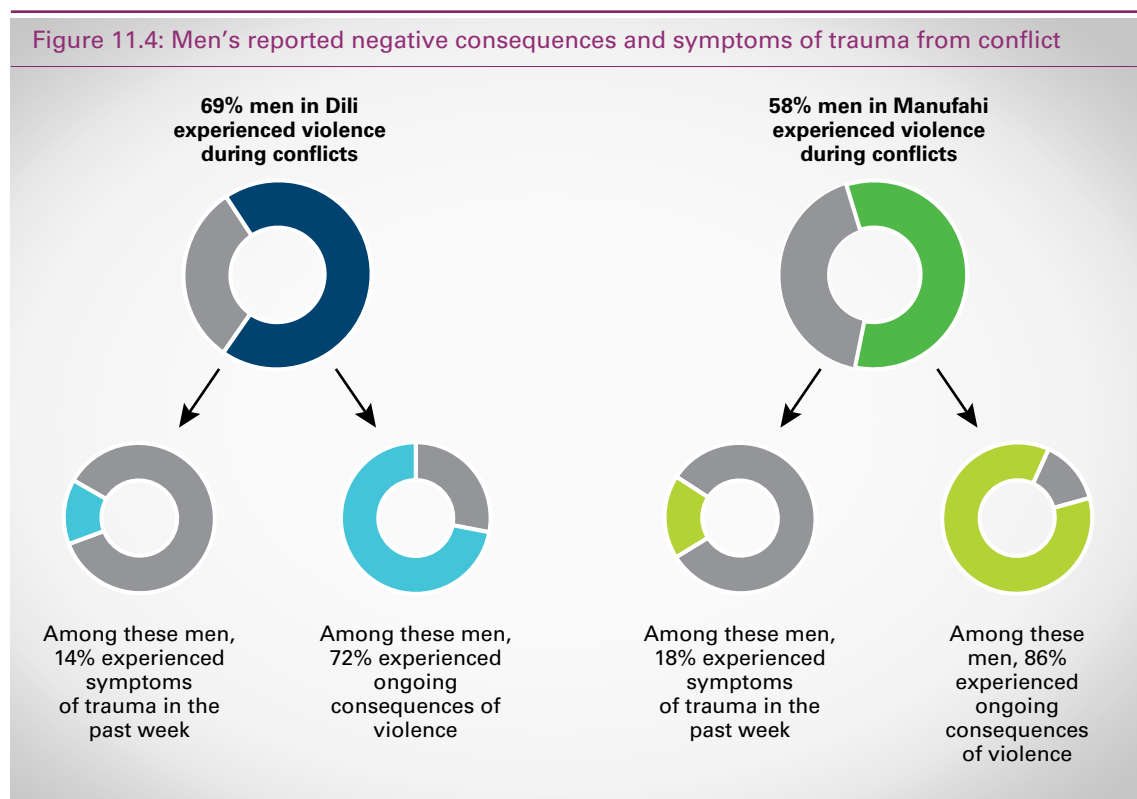 Figure 11.4: Men’s reported negative consequences and symptoms of trauma from conflict
69% men in Dili
experienced violence
during conflicts
58% men in Manufahi
experienced violence
during conflicts
Among these men,
14% experienced
symptoms
of trauma in the
past week
Among these men,
72% experienced
ongoing
consequences of
violence
Among these men,
18% experienced
symptoms
of trauma in the
past week
Among these
men, 86%
experienced
ongoing
consequences
of violence